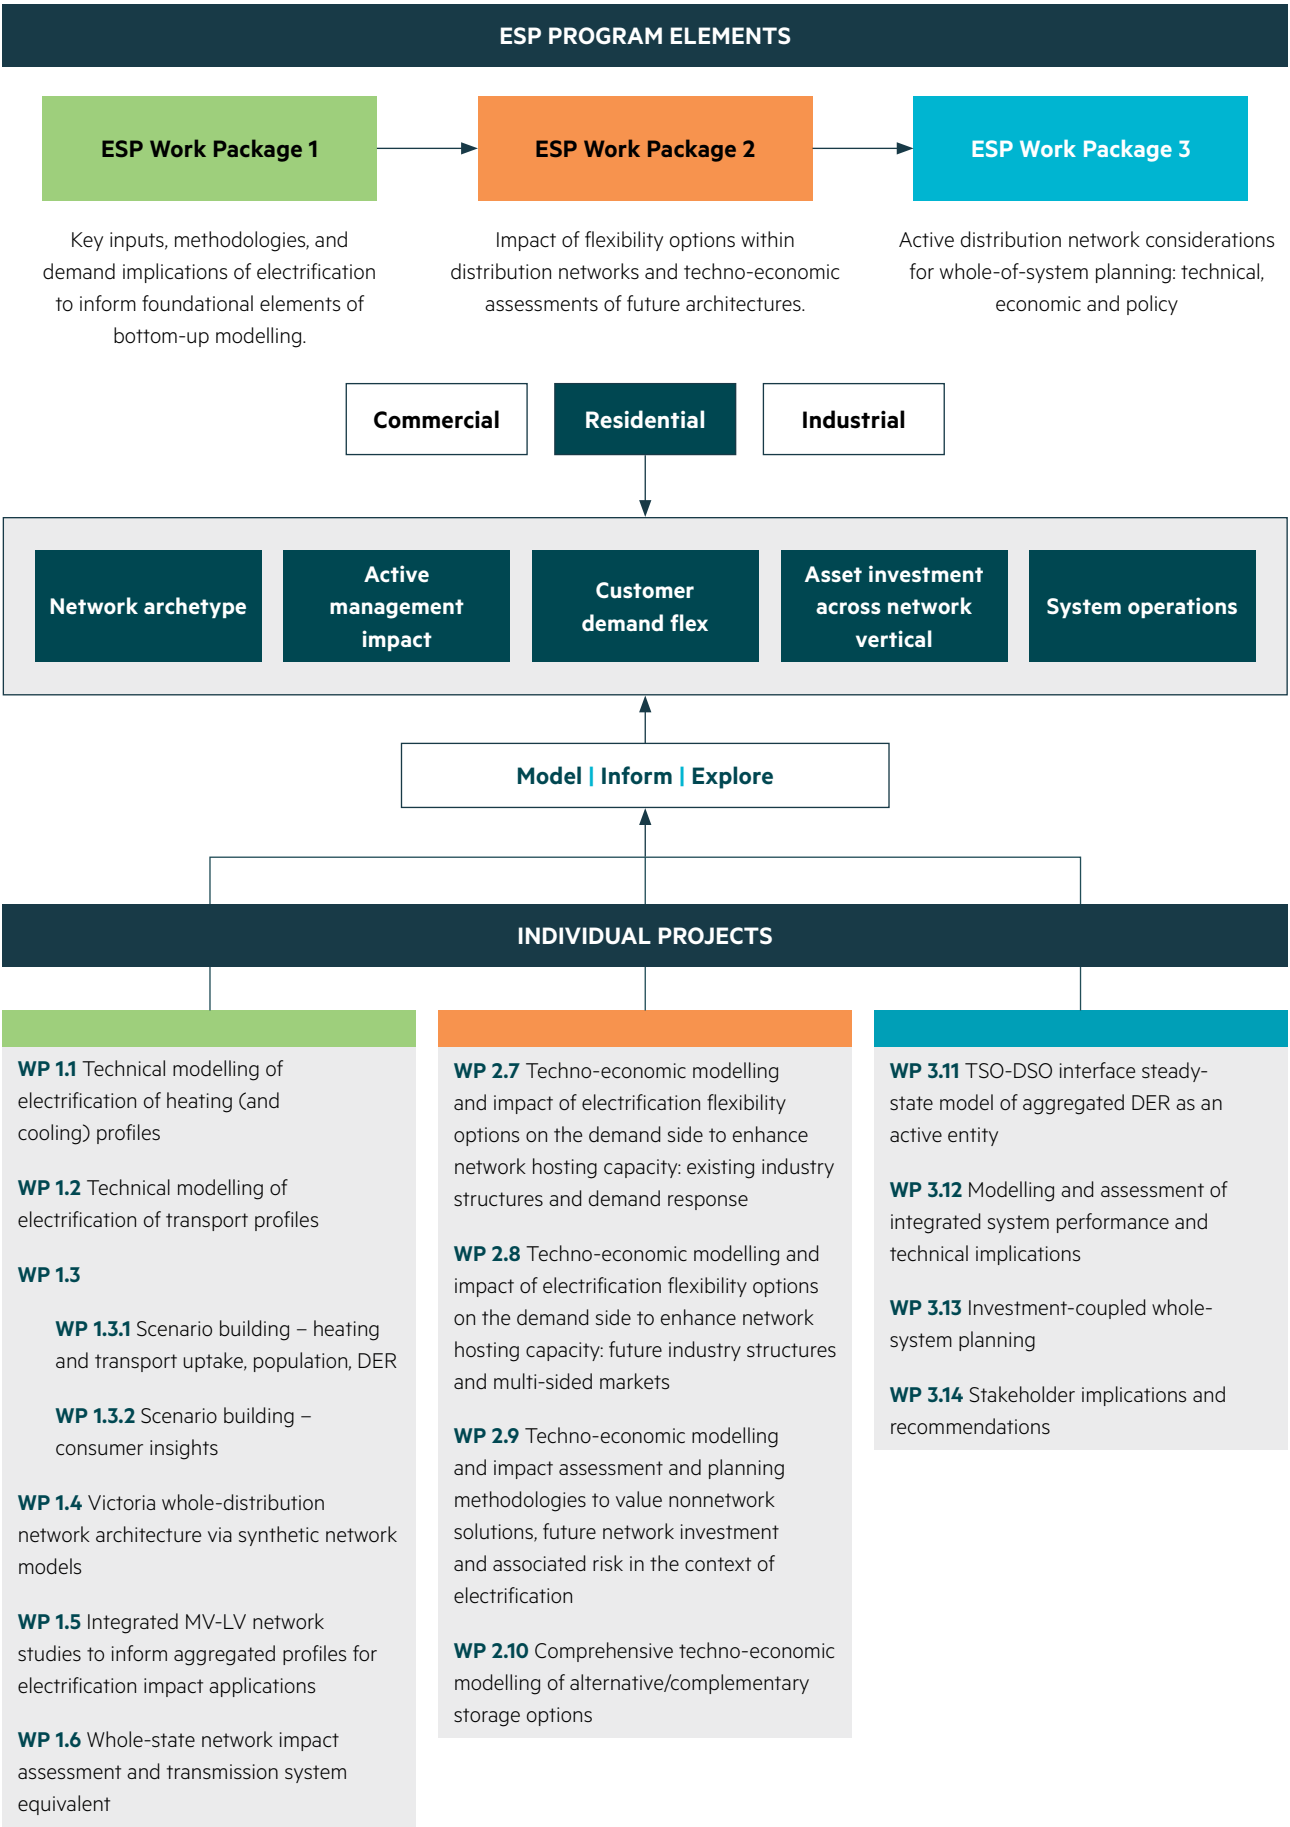 ESP PROGRAM ELEMENTS
ESP Work Package 1
Key inputs, methodologies, and
demand implications of electrification
to inform foundational elements of
bottom-up modelling.
ESP Work Package 2
Impact of flexibility options within
distribution networks and techno-economic
assessments of future architectures.
ESP Work Package 3
Active distribution network considerations
for whole-of-system planning: technical,
economic and policy
Commercial
Residential
Industrial
Network archetype
Active
management
impact
Customer
demand flex
Asset investment
across network
vertical
System operations
Model | Inform | Explore
INDIVIDUAL PROJECTS
WP 1.1 Technical modelling of
electrification of heating (and
cooling) profiles
WP 1.2 Technical modelling of
electrification of transport profiles
WP 1.3
WP 1.3.1 Scenario building – heating
and transport uptake, population, DER
WP 1.3.2 Scenario building –
consumer insights
WP 1.4 Victoria whole-distribution
network architecture via synthetic network
models
WP 1.5 Integrated MV-LV network
studies to inform aggregated profiles for
electrification impact applications
WP 1.6 Whole-state network impact
assessment and transmission system
equivalent
WP 2.7 Techno-economic modelling
and impact of electrification flexibility
options on the demand side to enhance
network hosting capacity: existing industry
structures and demand response
WP 2.8 Techno-economic modelling and
impact of electrification flexibility options
on the demand side to enhance network
hosting capacity: future industry structures
and multi-sided markets
WP 2.9 Techno-economic modelling
and impact assessment and planning
methodologies to value nonnetwork
solutions, future network investment
and associated risk in the context of
electrification
WP 2.10 Comprehensive techno-economic
modelling of alternative/complementary
storage options
WP 3.11 TSO-DSO interface steady-
state model of aggregated DER as an
active entity
WP 3.12 Modelling and assessment of
integrated system performance and
technical implications
WP 3.13 Investment-coupled whole-
system planning
WP 3.14 Stakeholder implications and
recommendations